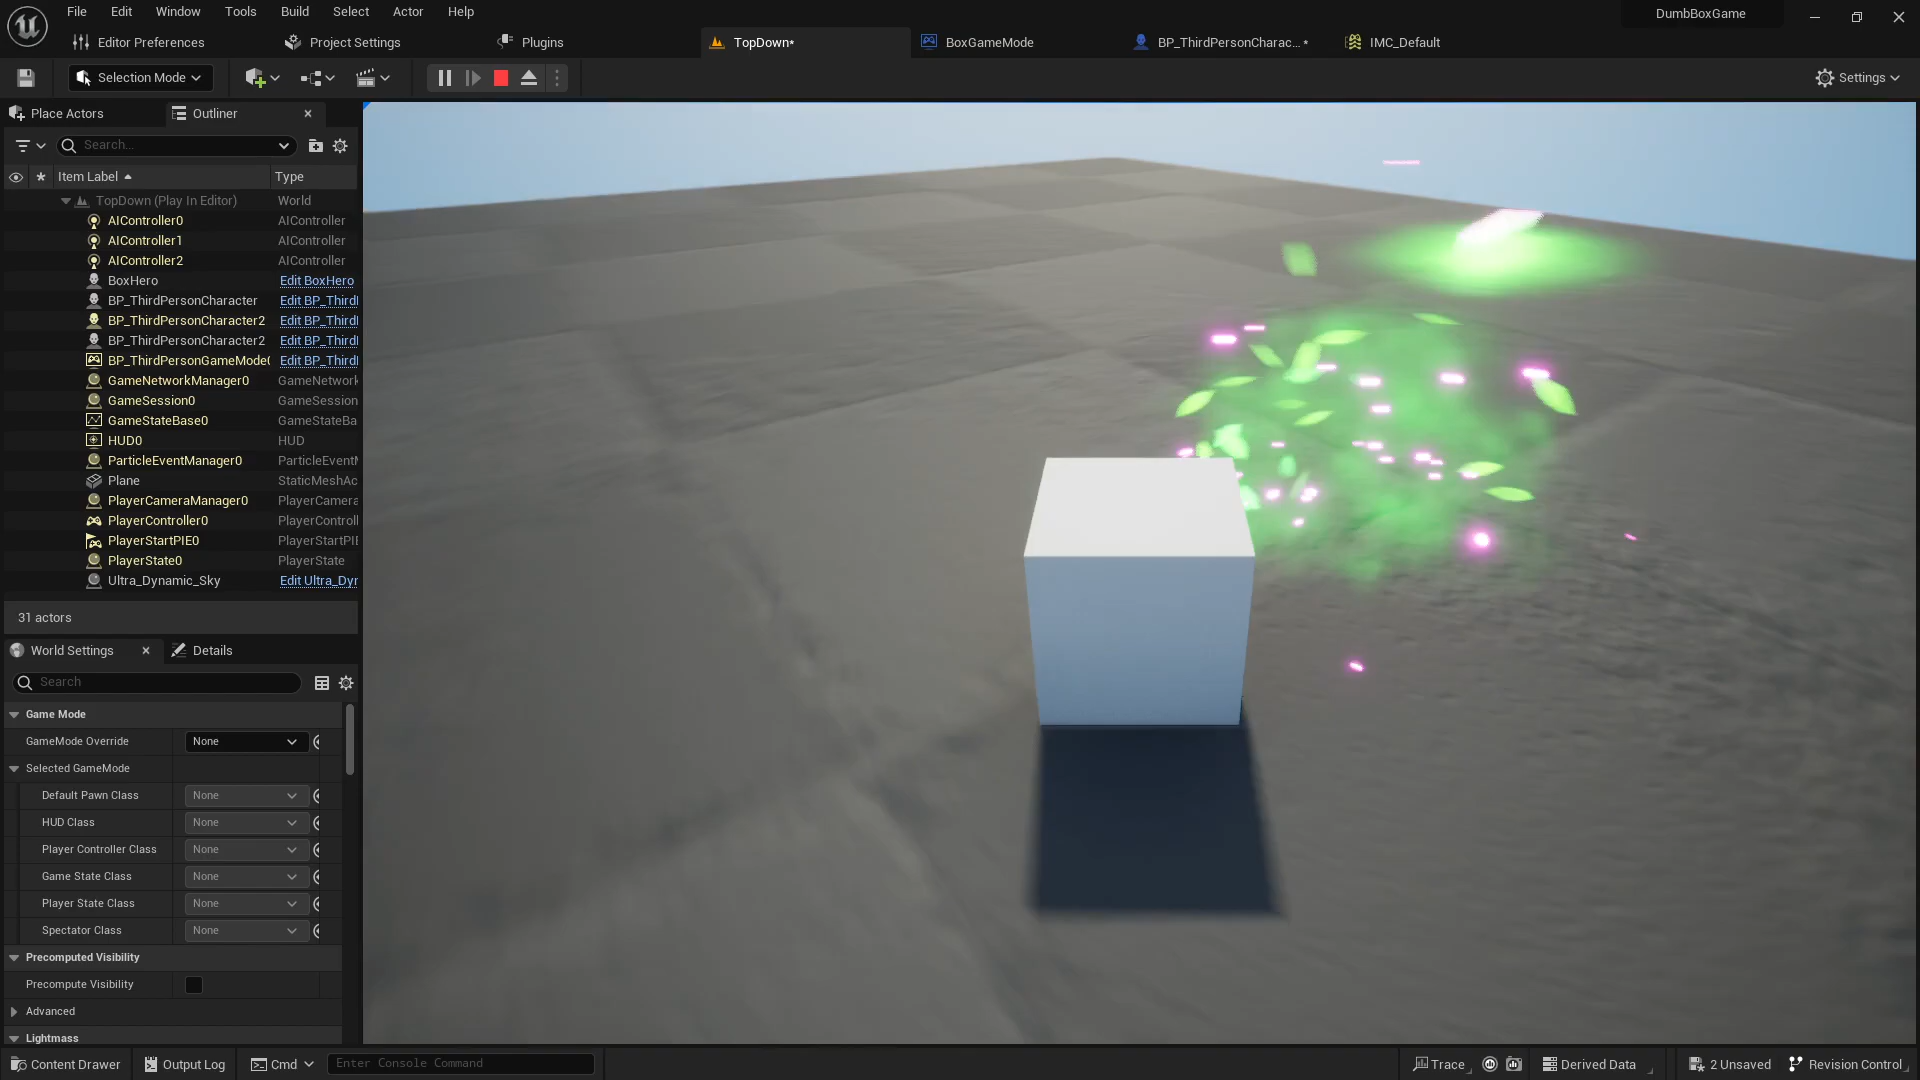 File Edit Window Tools Build Select Actor Help
DumbBoxGame
Editor Preferences
Project Settings
Plugins
TopDown*
BoxGameMode
BP_ThirdPersonCharac... *
IMC_Default
Selection Mode
Settings
Place Actors
Outliner
Search...
Item Label Type
TopDown (Play In Editor) World
AIController0 AIController
AIController1 AIController
AIController2 AIController
BoxHero Edit BoxHero
BP_ThirdPersonCharacter Edit BP_Third
BP_ThirdPersonCharacter2 Edit BP_Third
BP_ThirdPersonCharacter2 Edit BP_Third
BP_ThirdPersonGameMode Edit BP_Third
GameNetworkManager0 GameNetwork
GameSession0 GameSession
GameStateBase0 GameStateBa
HUD0 HUD
ParticleEventManager0 ParticleEvent
Plane StaticMeshAc
PlayerCameraManager0 PlayerCamera
PlayerController0 PlayerControl
PlayerStartPIE0 PlayerStartPIE
PlayerState0 PlayerState
Ultra_Dynamic_Sky Edit Ultra_Dyr
31 actors
World Settings
Details
Search
Game Mode
GameMode Override None
Selected GameMode
Default Pawn Class None
HUD Class None
Player Controller Class None
Game State Class None
Player State Class None
Spectator Class None
Precomputed Visibility
Precompute Visibility
Advanced
Lightmass
Content Drawer
Output Log
Cmd
Enter Console Command
Trace
Derived Data
2 Unsaved
Revision Control